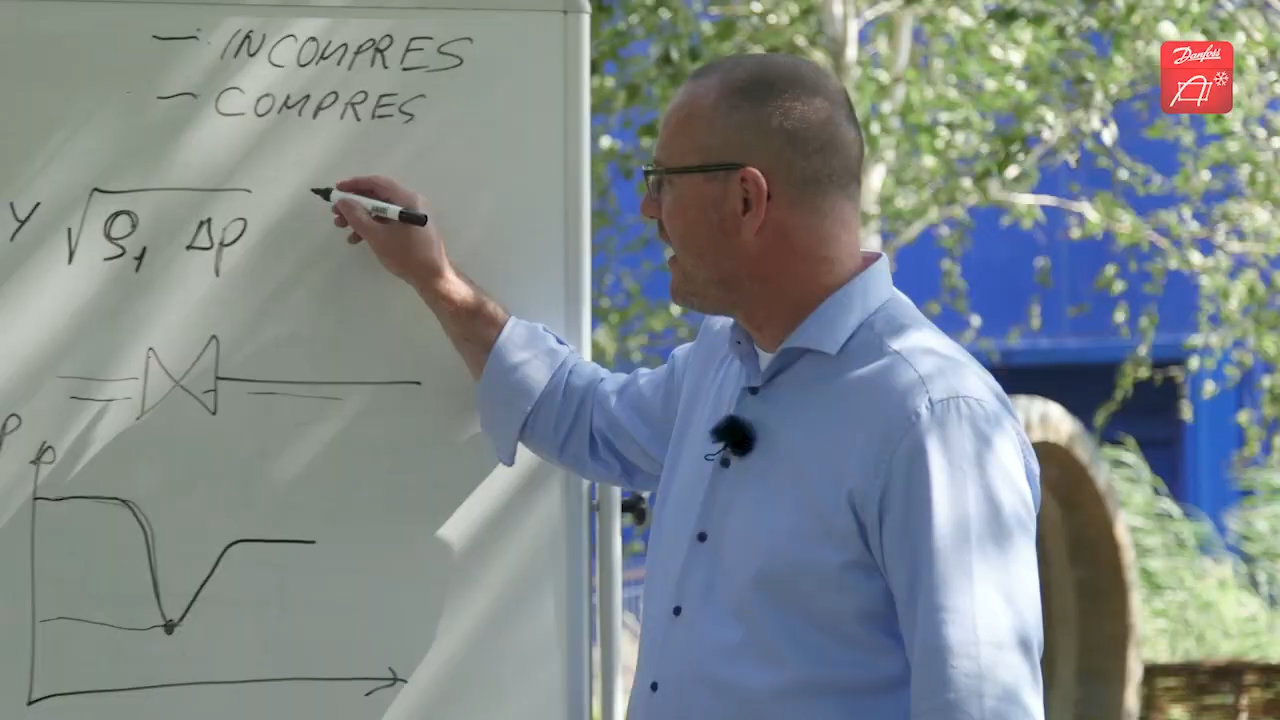 – INCOMPRES
– COMPRES
Y √ρ₁ Δp
p
p
Danfoss